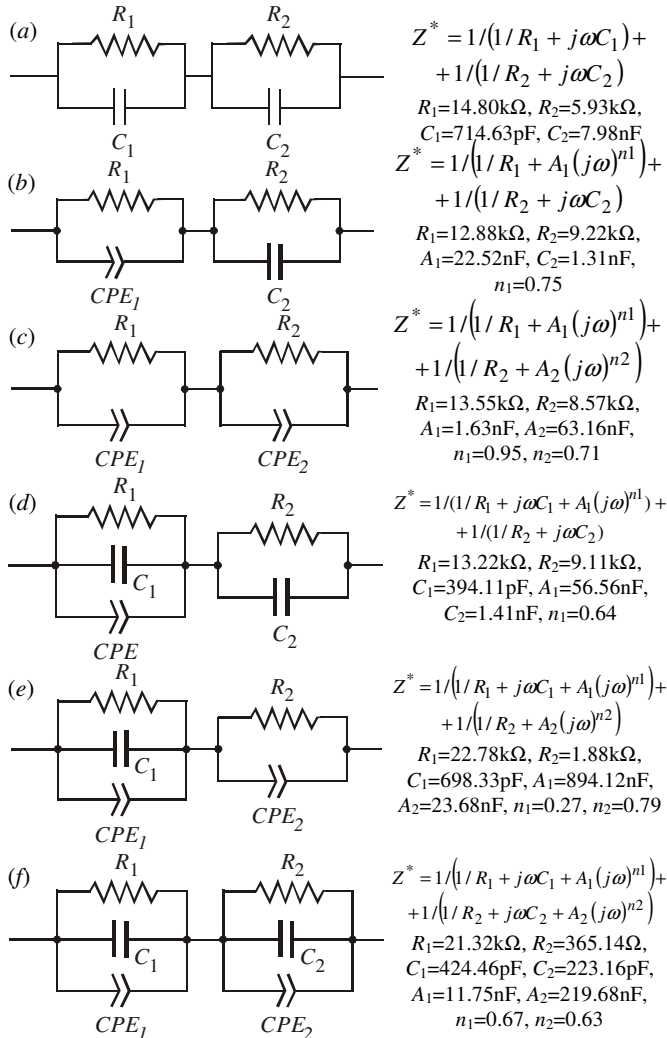 (a)
R1
R2
C1
C2
Z* = 1/(1/R1 + jωC1)+
+1/(1/R2 + jωC2)
R1=14.80kΩ, R2=5.93kΩ,
C1=714.63pF, C2=7.98nF
(b)
R1
R2
CPE1
C2
Z* = 1/(1/R1 + A1(jω)^n1)+
+1/(1/R2 + jωC2)
R1=12.88kΩ, R2=9.22kΩ,
A1=22.52nF, C2=1.31nF,
n1=0.75
(c)
R1
R2
CPE1
CPE2
Z* = 1/(1/R1 + A1(jω)^n1)+
+1/(1/R2 + A2(jω)^n2)
R1=13.55kΩ, R2=8.57kΩ,
A1=1.63nF, A2=63.16nF,
n1=0.95, n2=0.71
(d)
R1
R2
C1
CPE
C2
Z* = 1/(1/R1 + jωC1 + A1(jω)^n1) +
+1/(1/R2 + jωC2)
R1=13.22kΩ, R2=9.11kΩ,
C1=394.11pF, A1=56.56nF,
C2=1.41nF, n1=0.64
(e)
R1
R2
C1
CPE1
CPE2
Z* = 1/(1/R1 + jωC1 + A1(jω)^n1)+
+1/(1/R2 + A2(jω)^n2)
R1=22.78kΩ, R2=1.88kΩ,
C1=698.33pF, A1=894.12nF,
A2=23.68nF, n1=0.27, n2=0.79
(f)
R1
R2
C1
C2
CPE1
CPE2
Z* = 1/(1/R1 + jωC1 + A1(jω)^n1)+
+1/(1/R2 + jωC2 + A2(jω)^n2)
R1=21.32kΩ, R2=365.14Ω,
C1=424.46pF, C2=223.16pF,
A1=11.75nF, A2=219.68nF,
n1=0.67, n2=0.63